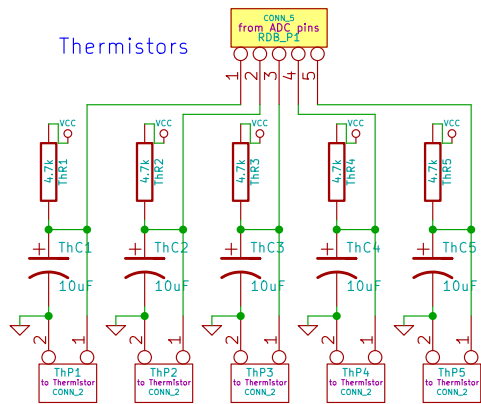 Thermistors
CONN_5
from ADC pins
RDB_P1
1 2 3 4 5
VCC VCC VCC VCC VCC
4.7k ThR1 4.7k ThR2 4.7k ThR3 4.7k ThR4 4.7k ThR5
+ ThC1 + ThC2 + ThC3 + ThC4 + ThC5
10uF 10uF 10uF 10uF 10uF
2 1 2 1 2 1 2 1 2 1
ThP1 ThP2 ThP3 ThP4 ThP5
to Thermistor to Thermistor to Thermistor to Thermistor to Thermistor
CONN_2 CONN_2 CONN_2 CONN_2 CONN_2